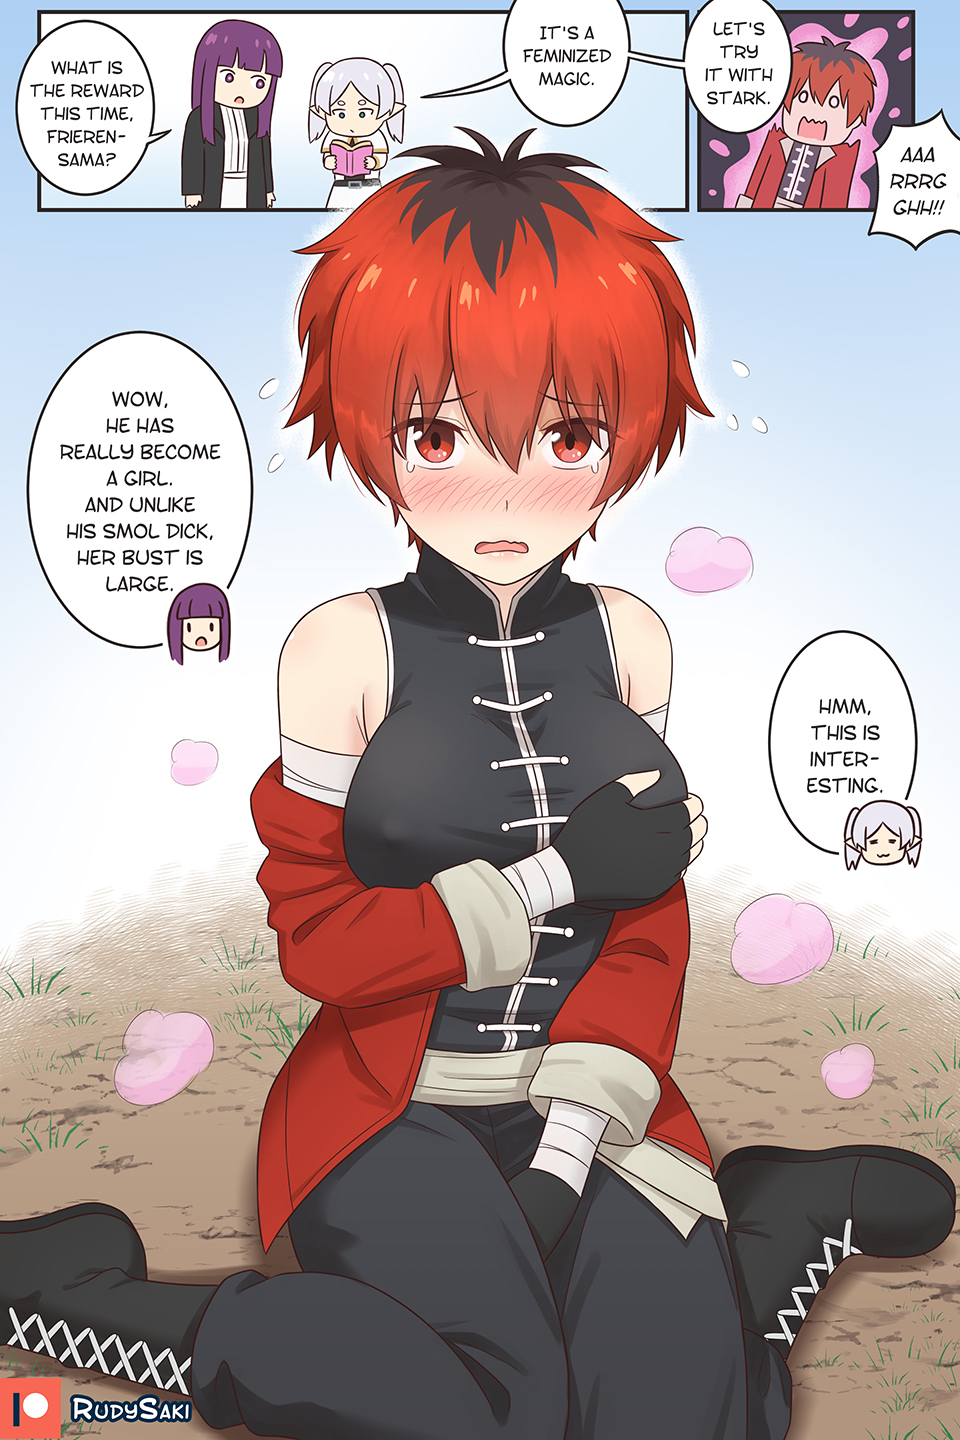 WHAT IS
THE REWARD
THIS TIME,
FRIEREN-
SAMA?
IT'S A
FEMINIZED
MAGIC.
LET'S
TRY
IT WITH
STARK.
AAA
RRRG
GHH!!
WOW,
HE HAS
REALLY BECOME
A GIRL.
AND UNLIKE
HIS SMOL DICK,
HER BUST IS
LARGE.
HMM,
THIS IS
INTER-
ESTING.
RUDYSAKI